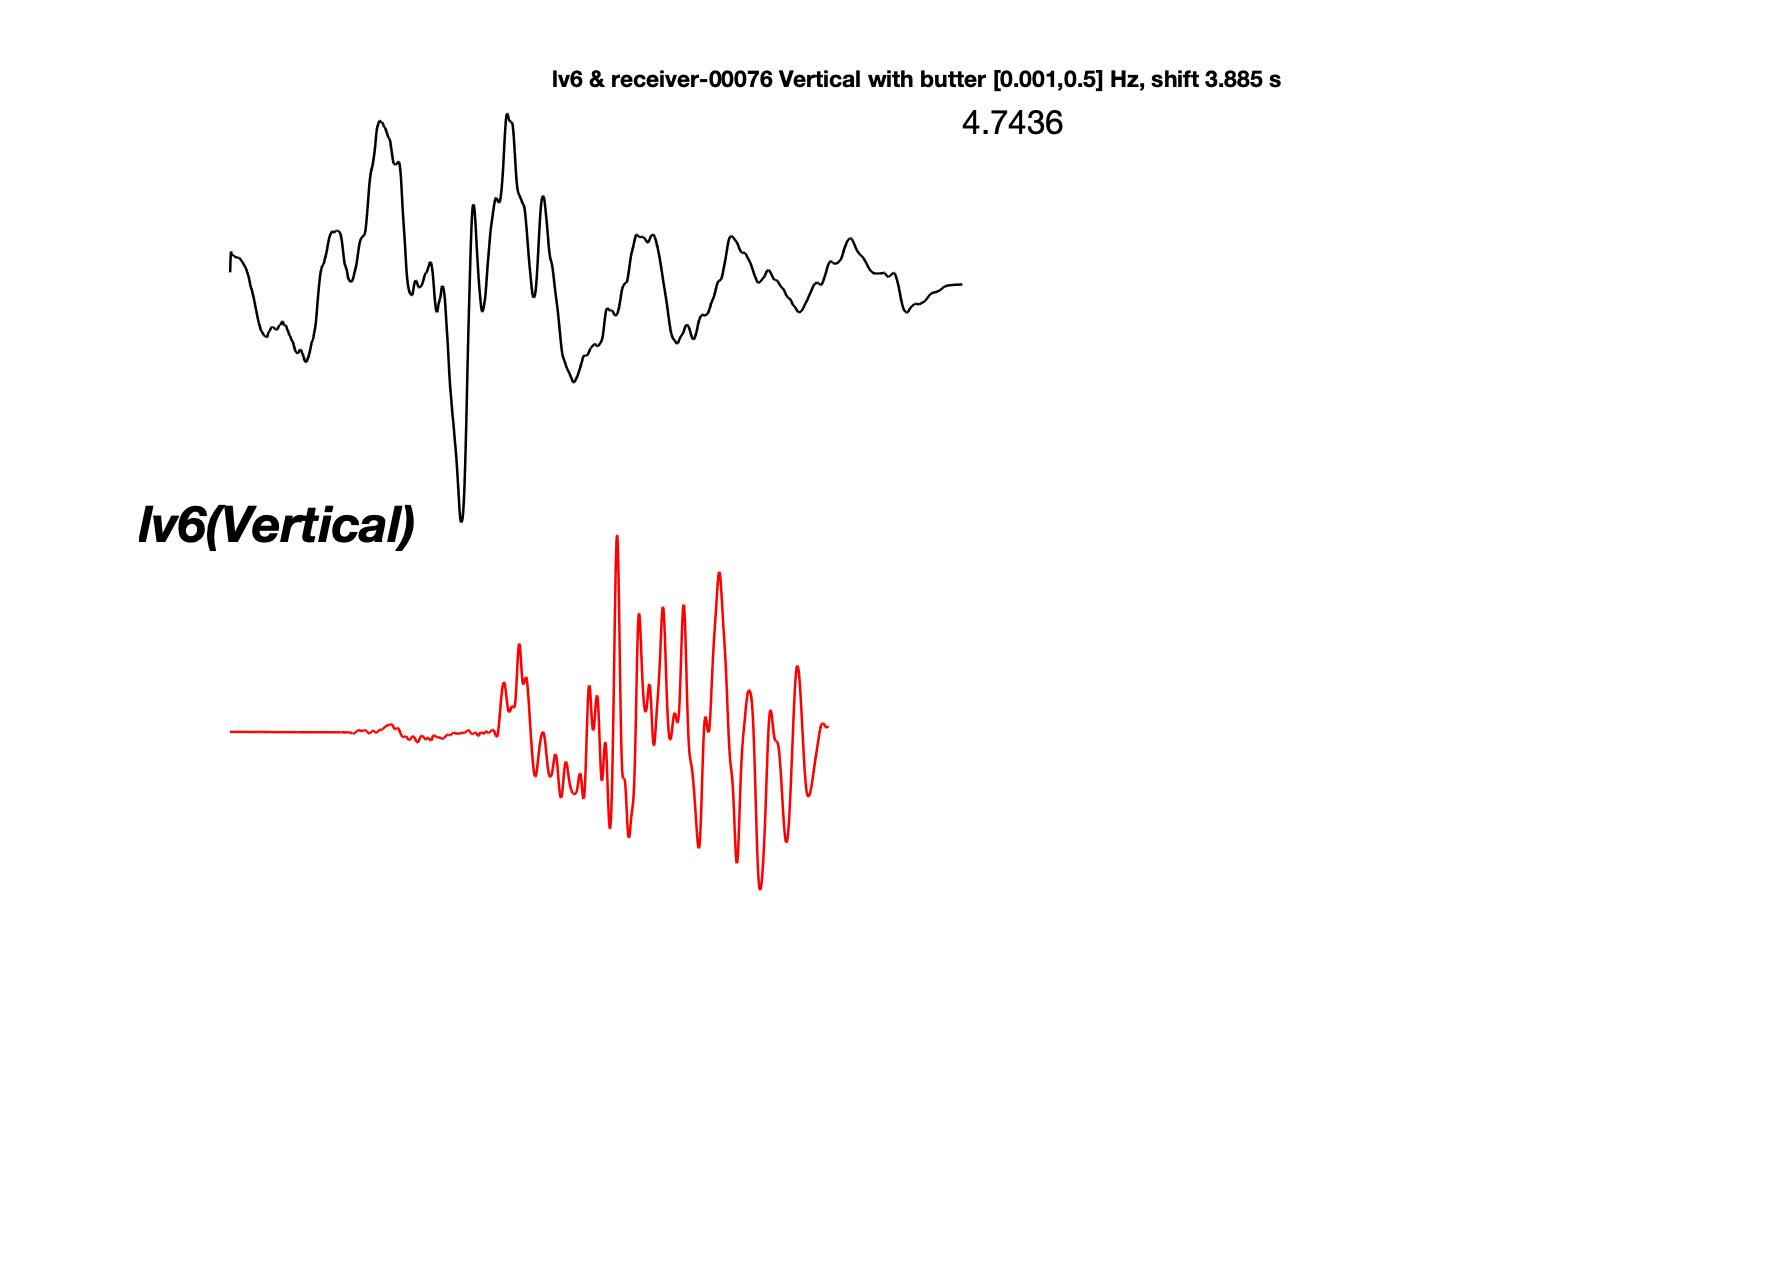 lv6 & receiver-00076 Vertical with butter [0.001,0.5] Hz, shift 3.885 s
4.7436
lv6(Vertical)